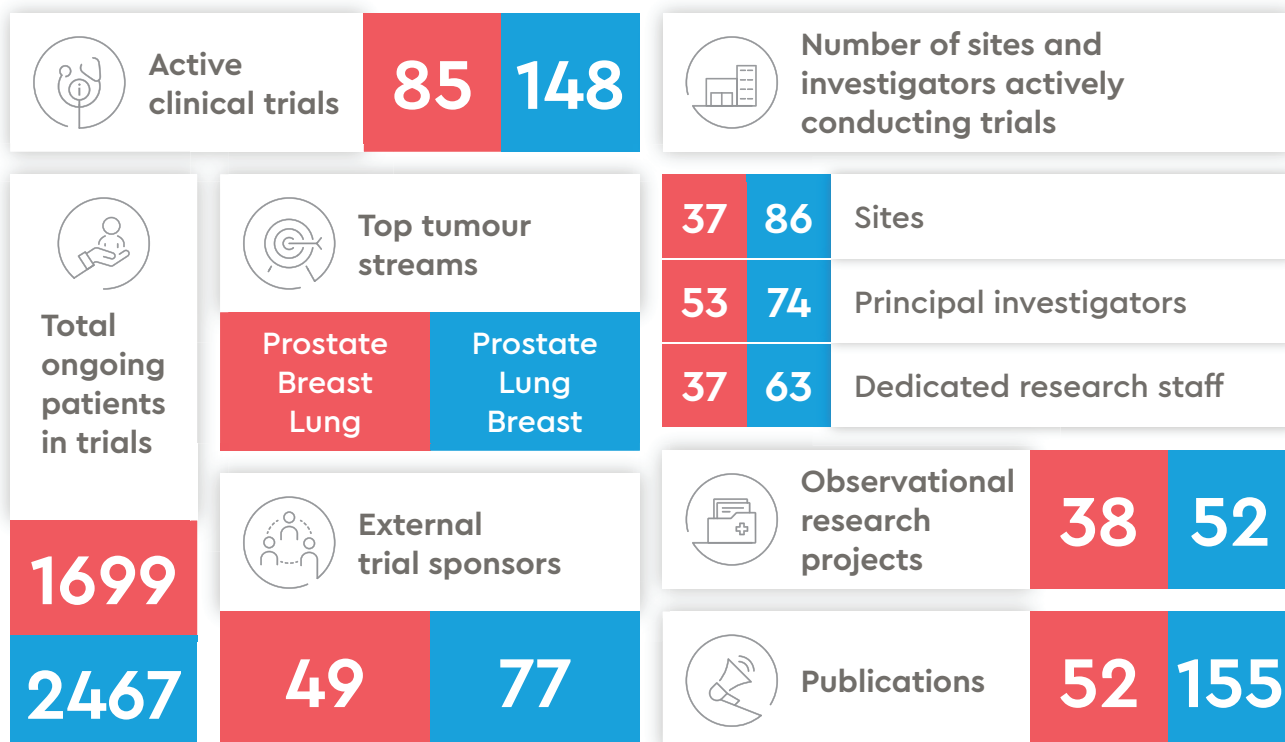 Active
clinical trials
85
148
Total
ongoing
patients
in trials
1699
2467
Top tumour
streams
Prostate
Breast
Lung
Prostate
Lung
Breast
External
trial sponsors
49
77
Number of sites and
investigators actively
conducting trials
37 86 Sites
53 74 Principal investigators
37 63 Dedicated research staff
Observational
research
projects
38
52
Publications
52
155